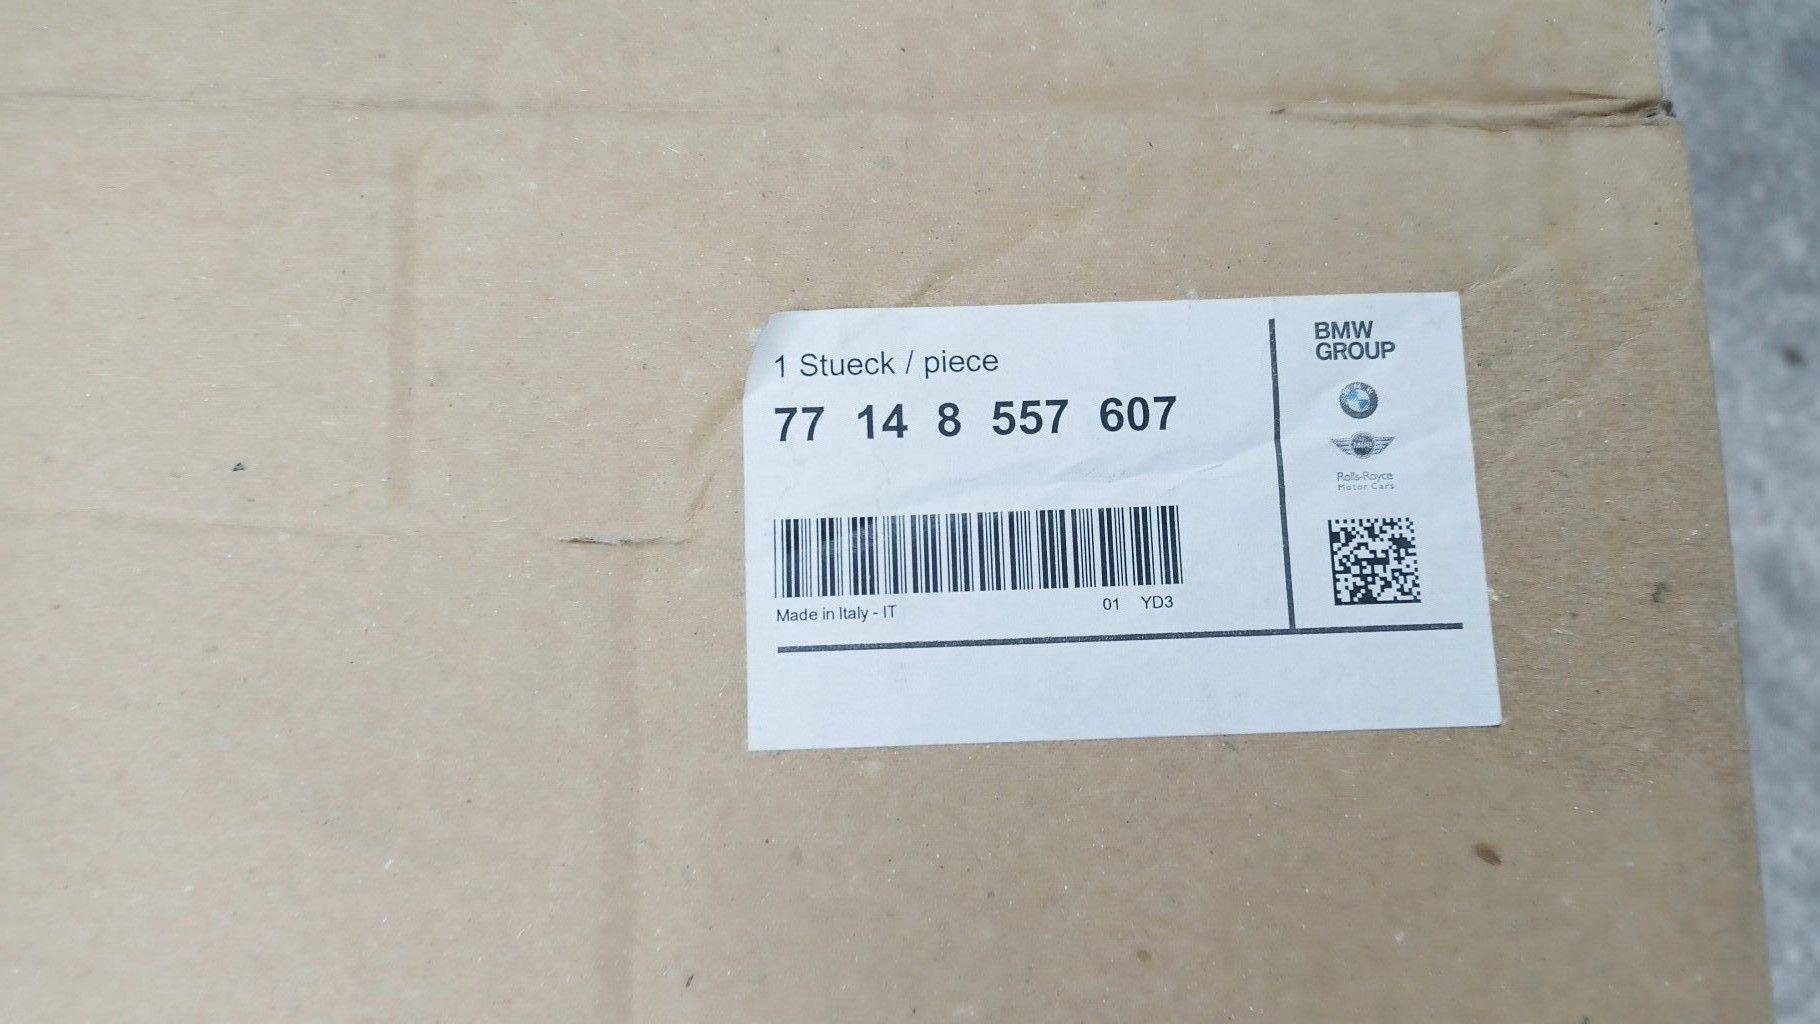 1 Stueck / piece
77 14 8 557 607
Made in Italy - IT
01 YD3
BMW
GROUP
MINI
Rolls-Royce
Motor Cars